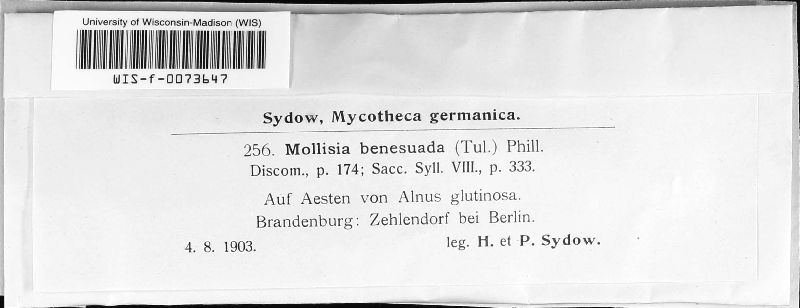 University of Wisconsin-Madison (WIS)
WIS-f-0073647
Sydow, Mycotheca germanica.
256. Mollisia benesuada (Tul.) Phill.
Discom., p. 174; Sacc. Syll. VIII., p. 333.
Auf Aesten von Alnus glutinosa.
Brandenburg: Zehlendorf bei Berlin.
4. 8. 1903. leg. H. et P. Sydow.